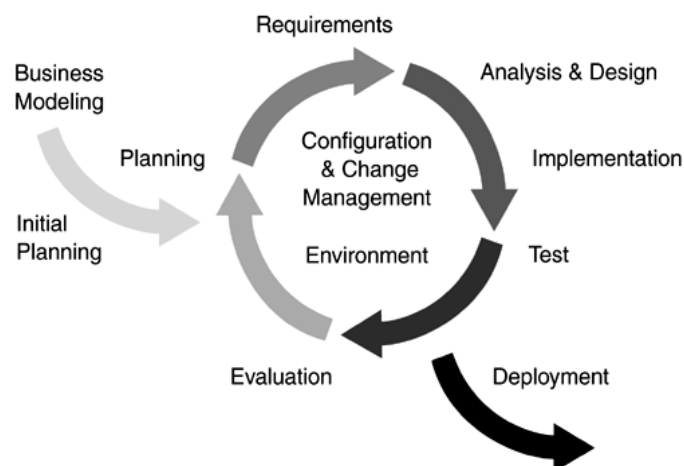 Requirements
Business
Modeling
Analysis & Design
Planning
Configuration
& Change
Management
Implementation
Initial
Planning
Environment
Test
Evaluation
Deployment